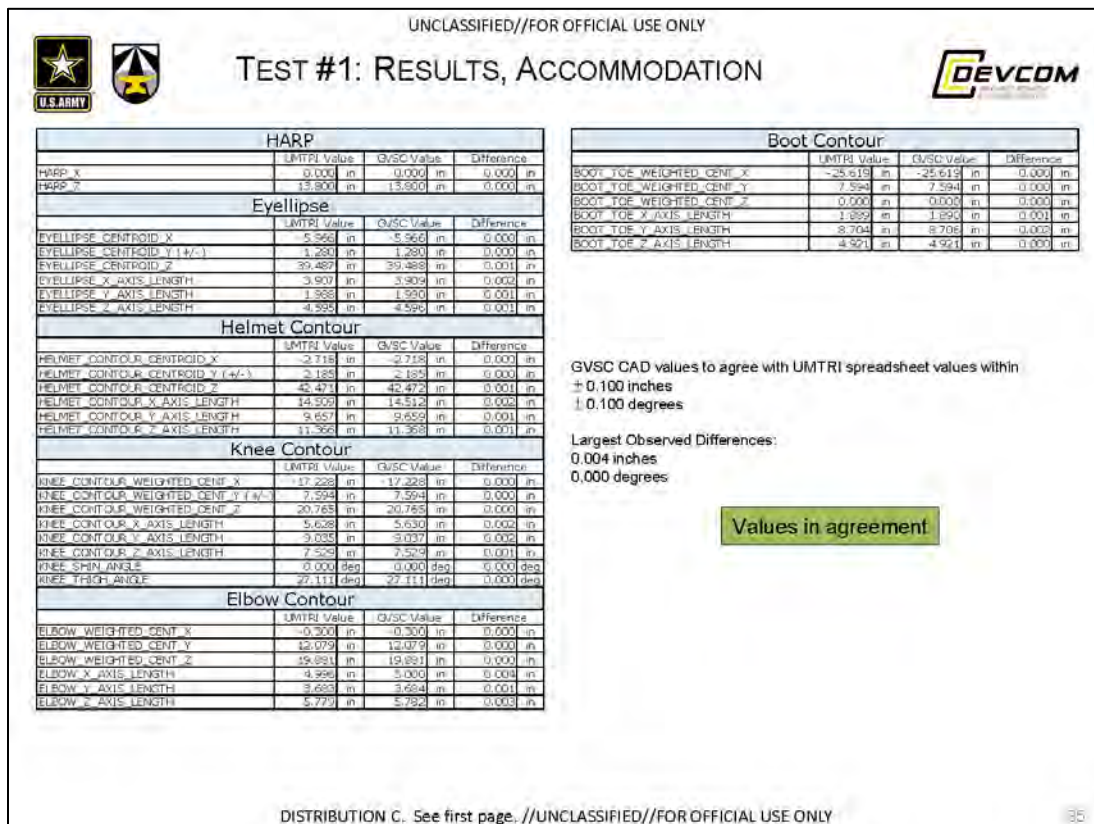 UNCLASSIFIED//FOR OFFICIAL USE ONLY
U.S.ARMY
TEST #1: RESULTS, ACCOMMODATION
DEVCOM
HARP
UMTRI Value GVSC Value Difference
HARP_X 0.000 in 0.000 in 0.000 in
HARP_Z 13.800 in 13.800 in 0.000 in
Eyellipse
UMTRI Value GVSC Value Difference
EYELLIPSE_CENTROID_X -5.966 in -5.966 in 0.000 in
EYELLIPSE_CENTROID_Y (+/-) 1.280 in 1.280 in 0.000 in
EYELLIPSE_CENTROID_Z 39.487 in 39.488 in 0.001 in
EYELLIPSE_X_AXIS_LENGTH 3.907 in 3.909 in 0.002 in
EYELLIPSE_Y_AXIS_LENGTH 1.988 in 1.990 in 0.001 in
EYELLIPSE_Z_AXIS_LENGTH 4.595 in 4.596 in 0.001 in
Helmet Contour
UMTRI Value GVSC Value Difference
HELMET_CONTOUR_CENTROID_X -2.718 in -2.718 in 0.000 in
HELMET_CONTOUR_CENTROID_Y (+/-) 2.185 in 2.185 in 0.000 in
HELMET_CONTOUR_CENTROID_Z 42.471 in 42.472 in 0.001 in
HELMET_CONTOUR_X_AXIS_LENGTH 14.509 in 14.512 in 0.002 in
HELMET_CONTOUR_Y_AXIS_LENGTH 9.657 in 9.659 in 0.001 in
HELMET_CONTOUR_Z_AXIS_LENGTH 11.366 in 11.368 in 0.001 in
Knee Contour
UMTRI Value GVSC Value Difference
KNEE_CONTOUR_WEIGHTED_CENT_X -17.228 in -17.228 in 0.000 in
KNEE_CONTOUR_WEIGHTED_CENT_Y (+/-) 7.594 in 7.594 in 0.000 in
KNEE_CONTOUR_WEIGHTED_CENT_Z 20.765 in 20.765 in 0.000 in
KNEE_CONTOUR_X_AXIS_LENGTH 5.628 in 5.630 in 0.002 in
KNEE_CONTOUR_Y_AXIS_LENGTH 9.035 in 9.037 in 0.002 in
KNEE_CONTOUR_Z_AXIS_LENGTH 7.529 in 7.529 in 0.001 in
KNEE_SHIN_ANGLE 0.000 deg 0.000 deg 0.000 deg
KNEE_THIGH_ANGLE 27.111 deg 27.111 deg 0.000 deg
Elbow Contour
UMTRI Value GVSC Value Difference
ELBOW_WEIGHTED_CENT_X -0.300 in -0.300 in 0.000 in
ELBOW_WEIGHTED_CENT_Y 12.079 in 12.079 in 0.000 in
ELBOW_WEIGHTED_CENT_Z 19.891 in 19.891 in 0.000 in
ELBOW_X_AXIS_LENGTH 4.996 in 5.000 in 0.004 in
ELBOW_Y_AXIS_LENGTH 3.683 in 3.684 in 0.001 in
ELBOW_Z_AXIS_LENGTH 5.779 in 5.782 in 0.003 in
Boot Contour
UMTRI Value GVSC Value Difference
BOOT_TOE_WEIGHTED_CENT_X -25.619 in -25.619 in 0.000 in
BOOT_TOE_WEIGHTED_CENT_Y 7.594 in 7.594 in 0.000 in
BOOT_TOE_WEIGHTED_CENT_Z 0.000 in 0.000 in 0.000 in
BOOT_TOE_X_AXIS_LENGTH 1.889 in 1.890 in 0.001 in
BOOT_TOE_Y_AXIS_LENGTH 8.704 in 8.706 in 0.002 in
BOOT_TOE_Z_AXIS_LENGTH 4.921 in 4.921 in 0.000 in
GVSC CAD values to agree with UMTRI spreadsheet values within
± 0.100 inches
± 0.100 degrees
Largest Observed Differences:
0.004 inches
0.000 degrees
Values in agreement
DISTRIBUTION C. See first page. //UNCLASSIFIED//FOR OFFICIAL USE ONLY
35